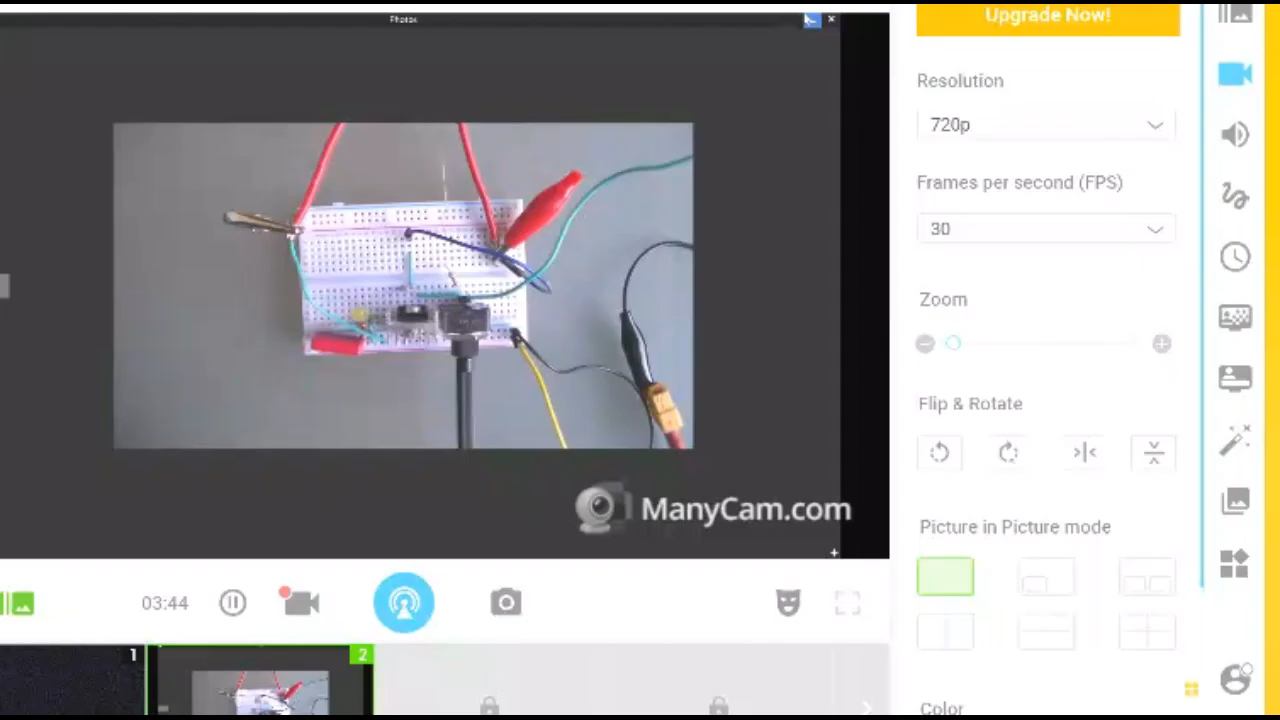 Photos
Upgrade Now!
Resolution
720p
Frames per second (FPS)
30
Zoom
Flip & Rotate
Picture in Picture mode
ManyCam.com
03:44
1
2
Color